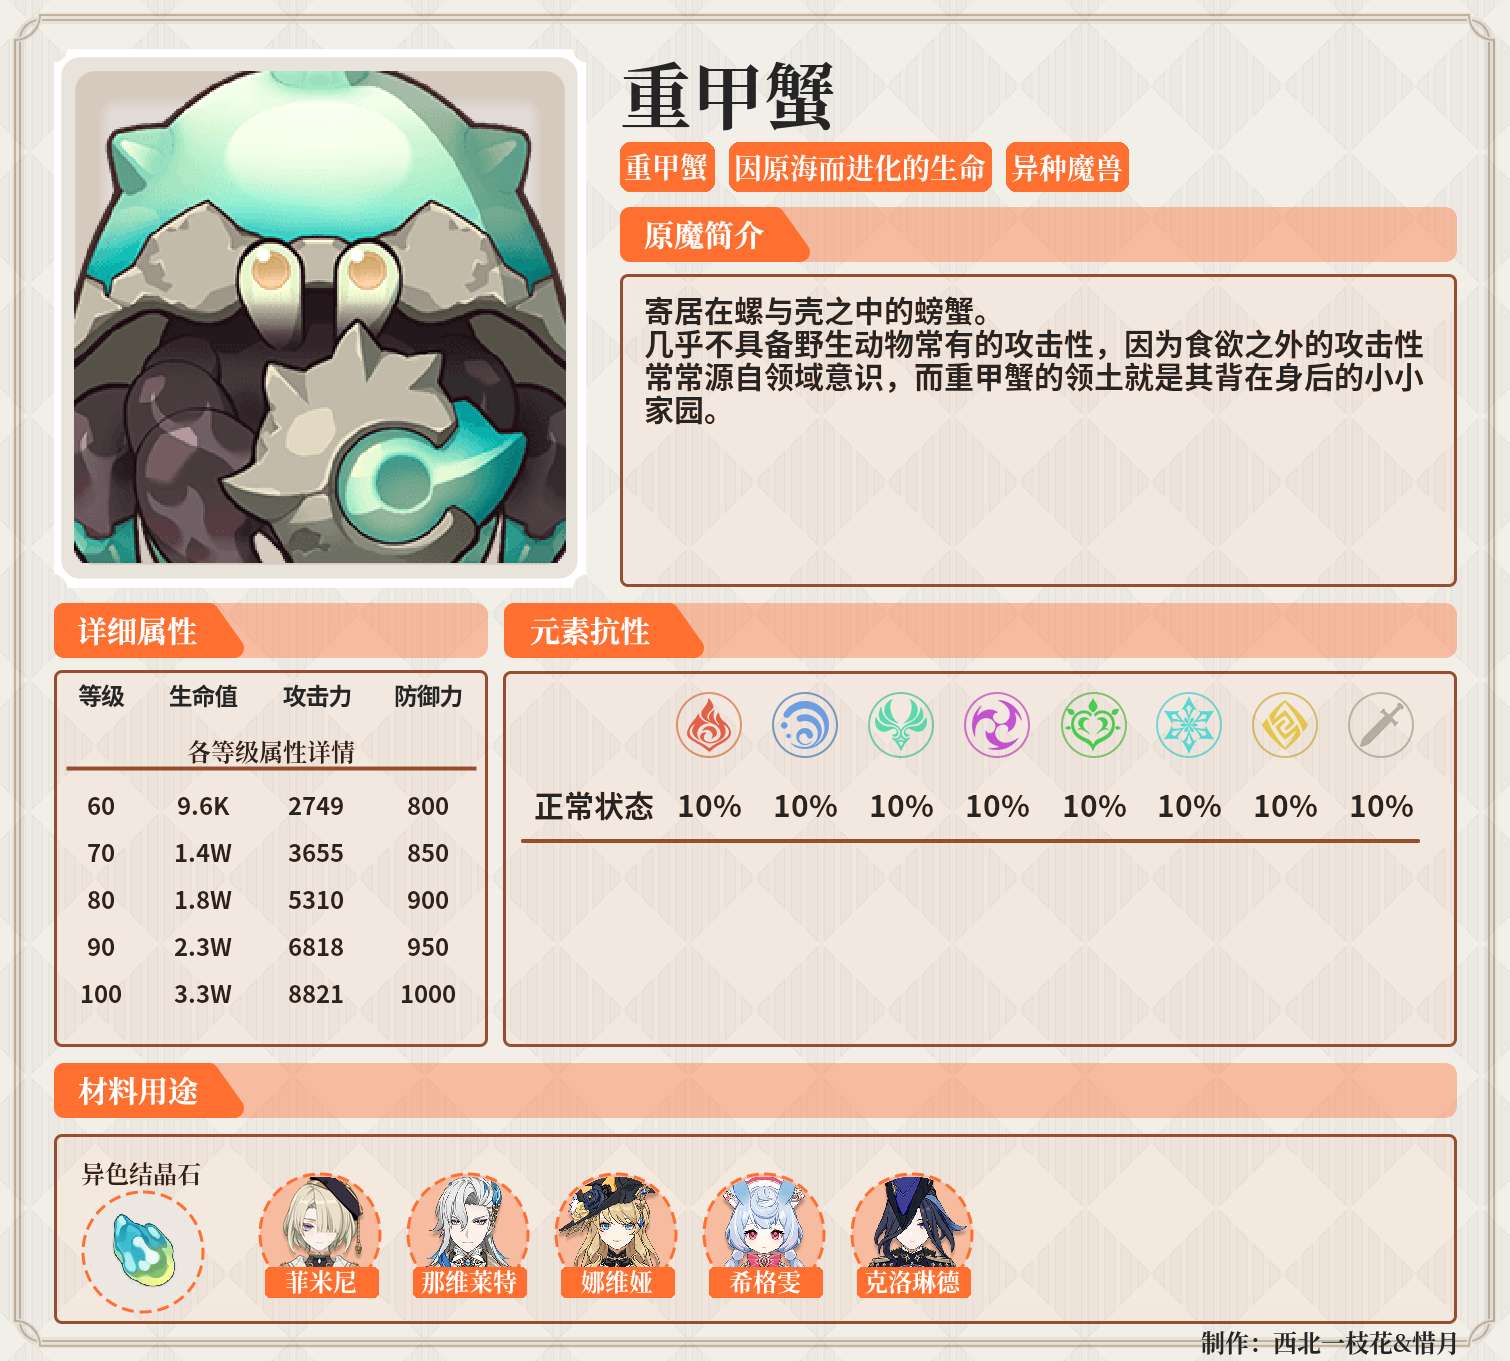 重甲蟹
重甲蟹 因原海而进化的生命 异种魔兽
原魔简介
寄居在螺与壳之中的螃蟹。
几乎不具备野生动物常有的攻击性，因为食欲之外的攻击性
常常源自领域意识，而重甲蟹的领土就是其背在身后的小小
家园。
详细属性
等级 生命值 攻击力 防御力
各等级属性详情
60 9.6K 2749 800
70 1.4W 3655 850
80 1.8W 5310 900
90 2.3W 6818 950
100 3.3W 8821 1000
元素抗性
正常状态 10% 10% 10% 10% 10% 10% 10% 10%
材料用途
异色结晶石
菲米尼 那维莱特 娜维娅 希格雯 克洛琳德
制作：西北一枝花&惜月